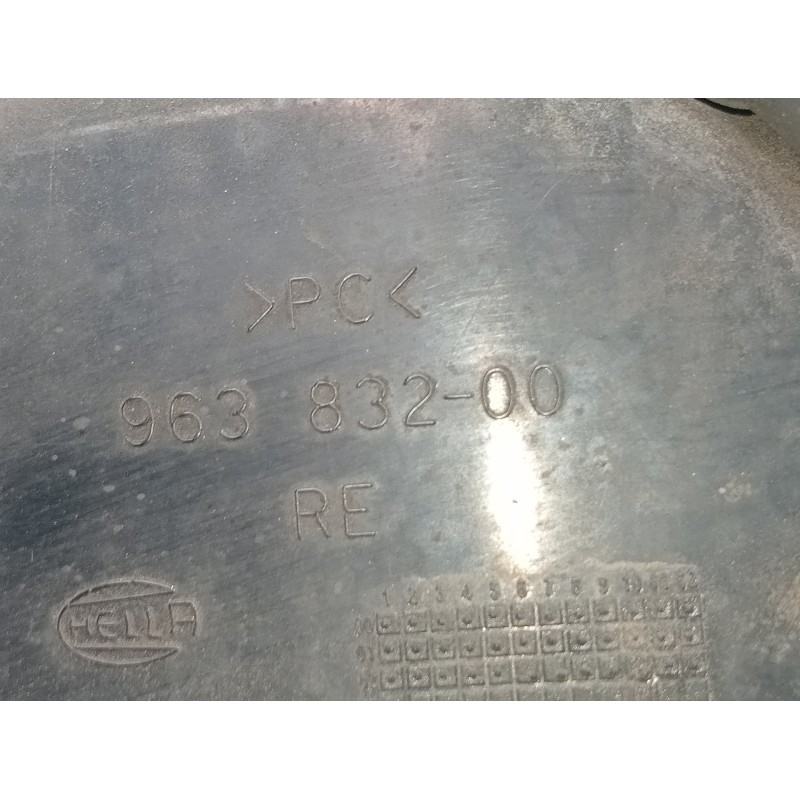 >PC<
963 832-00
RE
HELLA
1 2 3 4 5 6 7 8 9 10 11 12